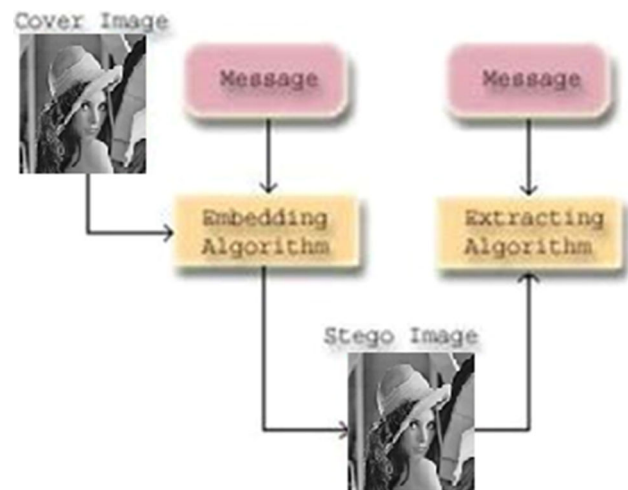 Cover Image
Message
Message
Embedding
Algorithm
Extracting
Algorithm
Stego Image